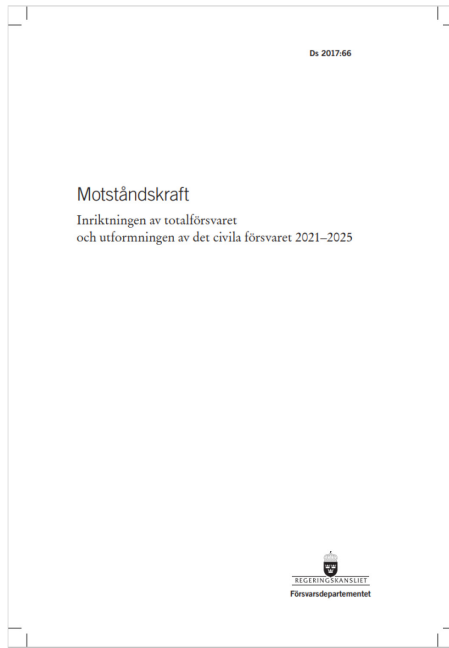 Ds 2017:66
Motståndskraft
Inriktningen av totalförsvaret
och utformningen av det civila försvaret 2021–2025
REGERINGSKANSLIET
Försvarsdepartementet